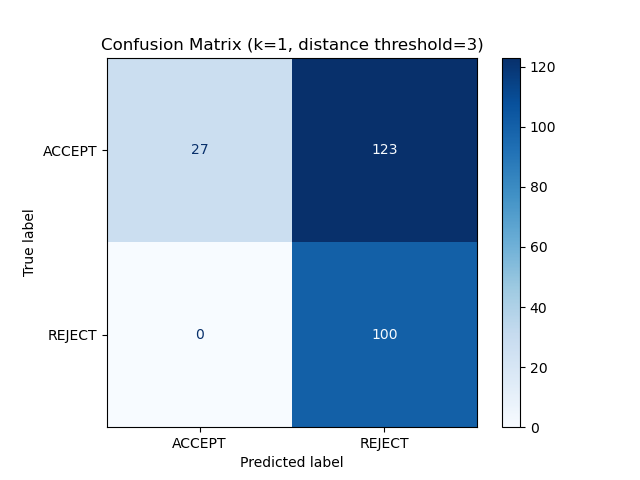 Confusion Matrix (k=1, distance threshold=3)
True label
ACCEPT
27
123
REJECT
0
100
ACCEPT
REJECT
Predicted label
120
100
80
60
40
20
0